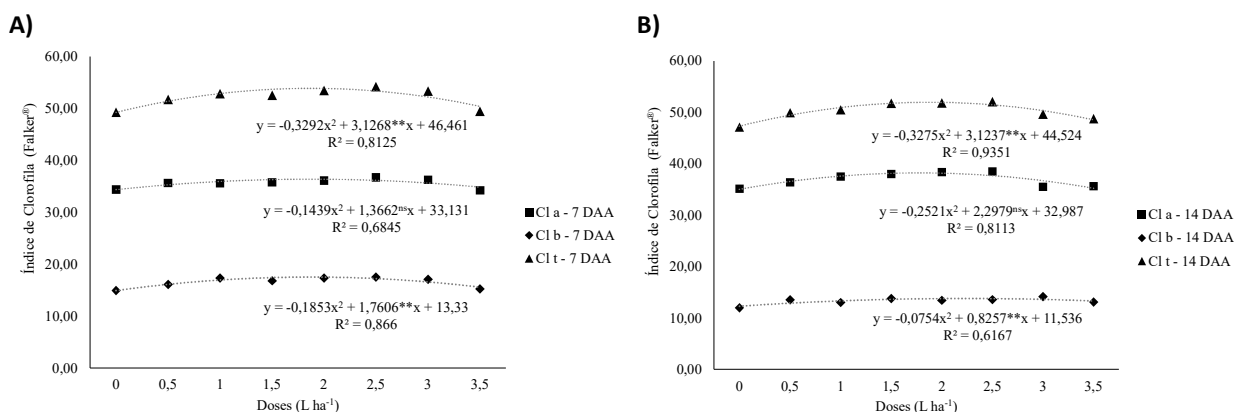 A)
60,00
50,00
40,00
30,00
20,00
10,00
0,00
Índice de Clorofila (Falker®)
y = -0,3292x² + 3,1268**x + 46,461
R² = 0,8125
y = -0,1439x² + 1,3662ⁿˢx + 33,131
R² = 0,6845
y = -0,1853x² + 1,7606**x + 13,33
R² = 0,866
0 0,5 1 1,5 2 2,5 3 3,5
Doses (L ha⁻¹)
Cl a - 7 DAA
Cl b - 7 DAA
Cl t - 7 DAA
B)
60,00
50,00
40,00
30,00
20,00
10,00
0,00
Índice de Clorofila (Falker®)
y = -0,3275x² + 3,1237**x + 44,524
R² = 0,9351
y = -0,2521x² + 2,2979ⁿˢx + 32,987
R² = 0,8113
y = -0,0754x² + 0,8257**x + 11,536
R² = 0,6167
0 0,5 1 1,5 2 2,5 3 3,5
Doses (L ha⁻¹)
Cl a - 14 DAA
Cl b - 14 DAA
Cl t - 14 DAA